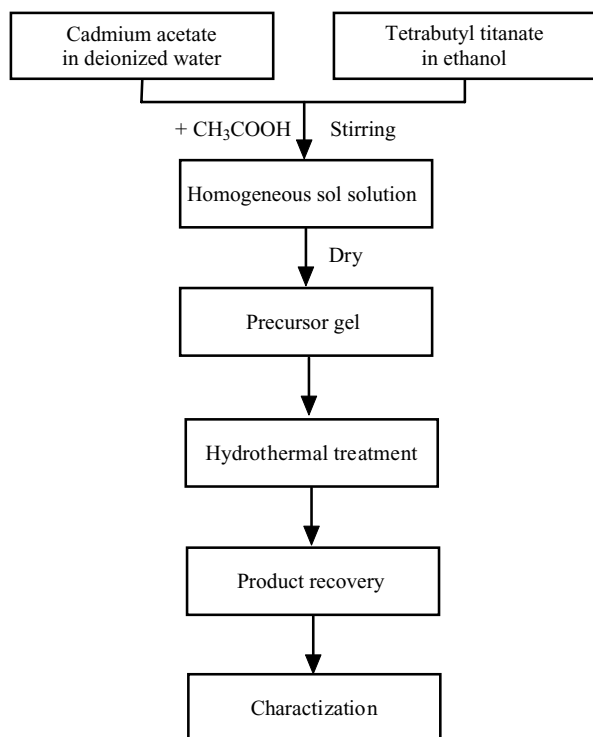 Cadmium acetate
in deionized water
Tetrabutyl titanate
in ethanol
+ CH₃COOH Stirring
Homogeneous sol solution
Dry
Precursor gel
Hydrothermal treatment
Product recovery
Charactization